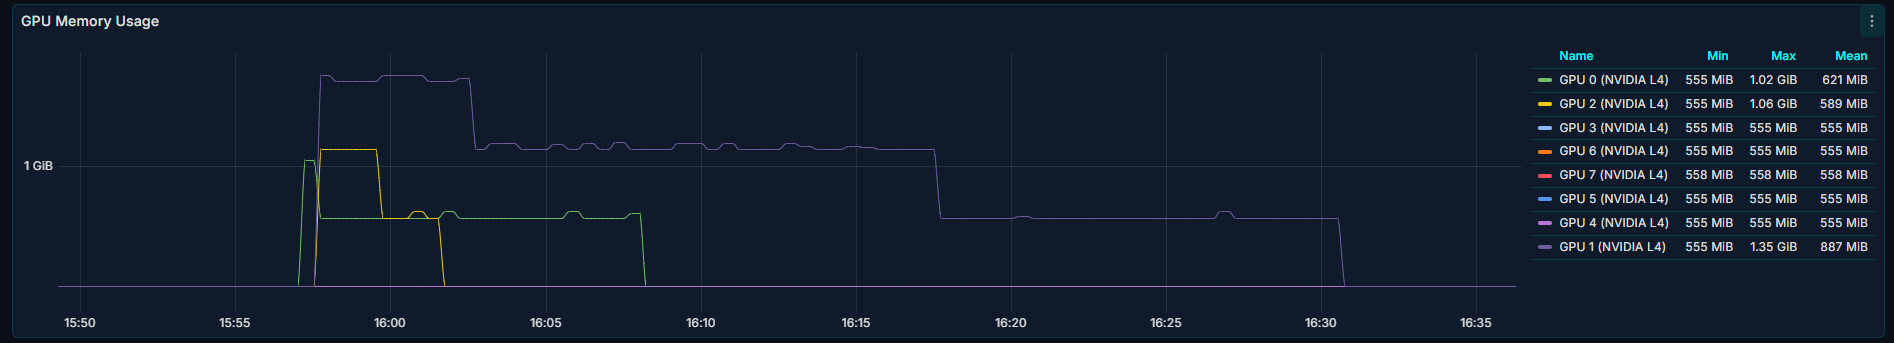 GPU Memory Usage
Name Min Max Mean
GPU 0 (NVIDIA L4) 555 MiB 1.02 GiB 621 MiB
GPU 2 (NVIDIA L4) 555 MiB 1.06 GiB 589 MiB
GPU 3 (NVIDIA L4) 555 MiB 555 MiB 555 MiB
GPU 6 (NVIDIA L4) 555 MiB 555 MiB 555 MiB
GPU 7 (NVIDIA L4) 558 MiB 558 MiB 558 MiB
GPU 5 (NVIDIA L4) 555 MiB 555 MiB 555 MiB
GPU 4 (NVIDIA L4) 555 MiB 555 MiB 555 MiB
GPU 1 (NVIDIA L4) 555 MiB 1.35 GiB 887 MiB
1 GiB
15:50 15:55 16:00 16:05 16:10 16:15 16:20 16:25 16:30 16:35